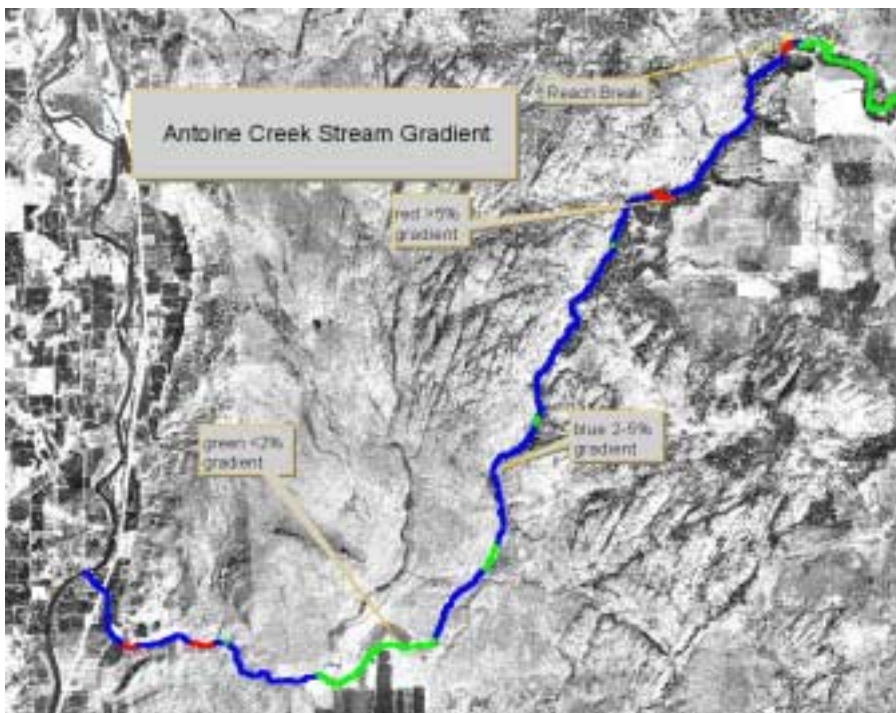 Reach Break
Antoine Creek Stream Gradient
red >5%
gradient
green <2%
gradient
blue 2-5%
gradient